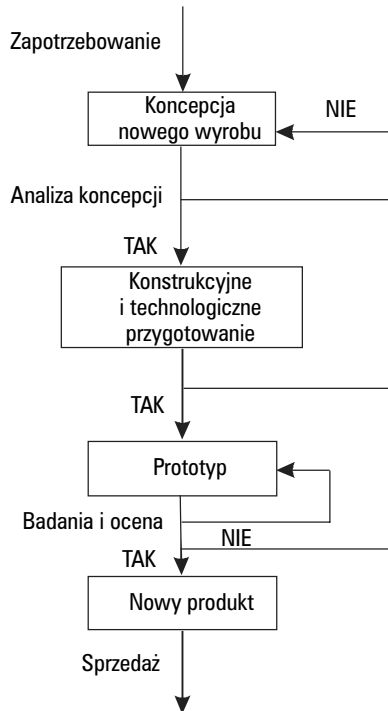 Zapotrzebowanie
Koncepcja
nowego wyrobu
NIE
Analiza koncepcji
TAK
Konstrukcyjne
i technologiczne
przygotowanie
TAK
Prototyp
Badania i ocena
NIE
TAK
Nowy produkt
Sprzedaż